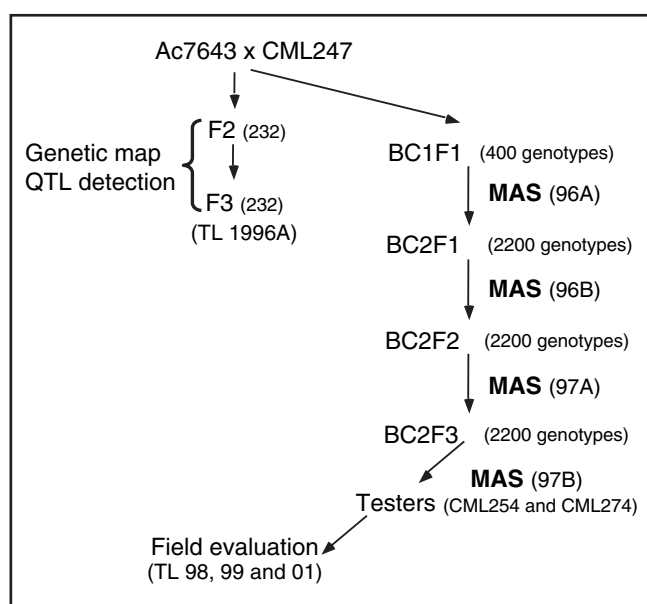 Ac7643 x CML247
F2 (232)
Genetic map
QTL detection
F3 (232)
(TL 1996A)
BC1F1 (400 genotypes)
MAS (96A)
BC2F1 (2200 genotypes)
MAS (96B)
BC2F2 (2200 genotypes)
MAS (97A)
BC2F3 (2200 genotypes)
MAS (97B)
Testers (CML254 and CML274)
Field evaluation
(TL 98, 99 and 01)